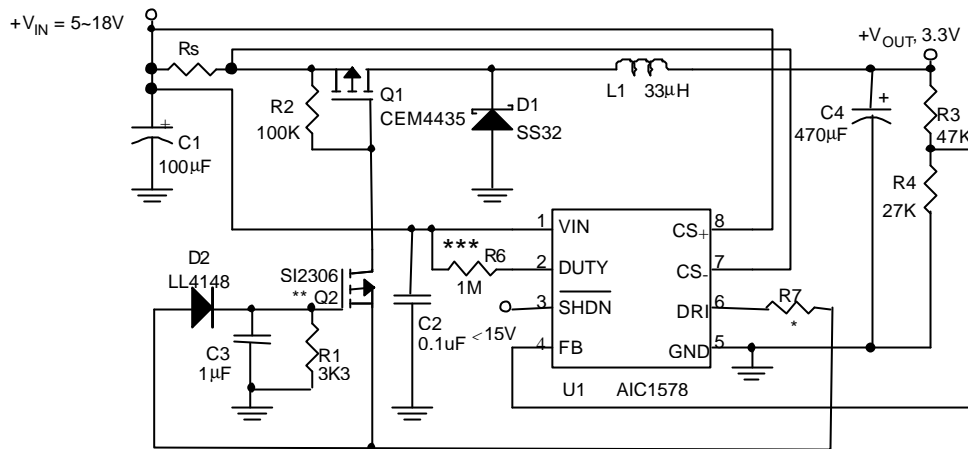 +VIN = 5~18V
+VOUT, 3.3V
Rs
R2
100K
Q1
CEM4435
D1
SS32
L1 33μH
+
C4
470μF
R3
47K
+
C1
100μF
R4
27K
1 VIN
CS+ 8
***
R6
1M
2 DUTY
CS- 7
D2
LL4148
SI2306
** Q2
3 SHDN
DRI 6
R7
*
C2
0.1uF
<15V
4 FB
GND 5
C3
1μF
R1
3K3
U1 AIC1578